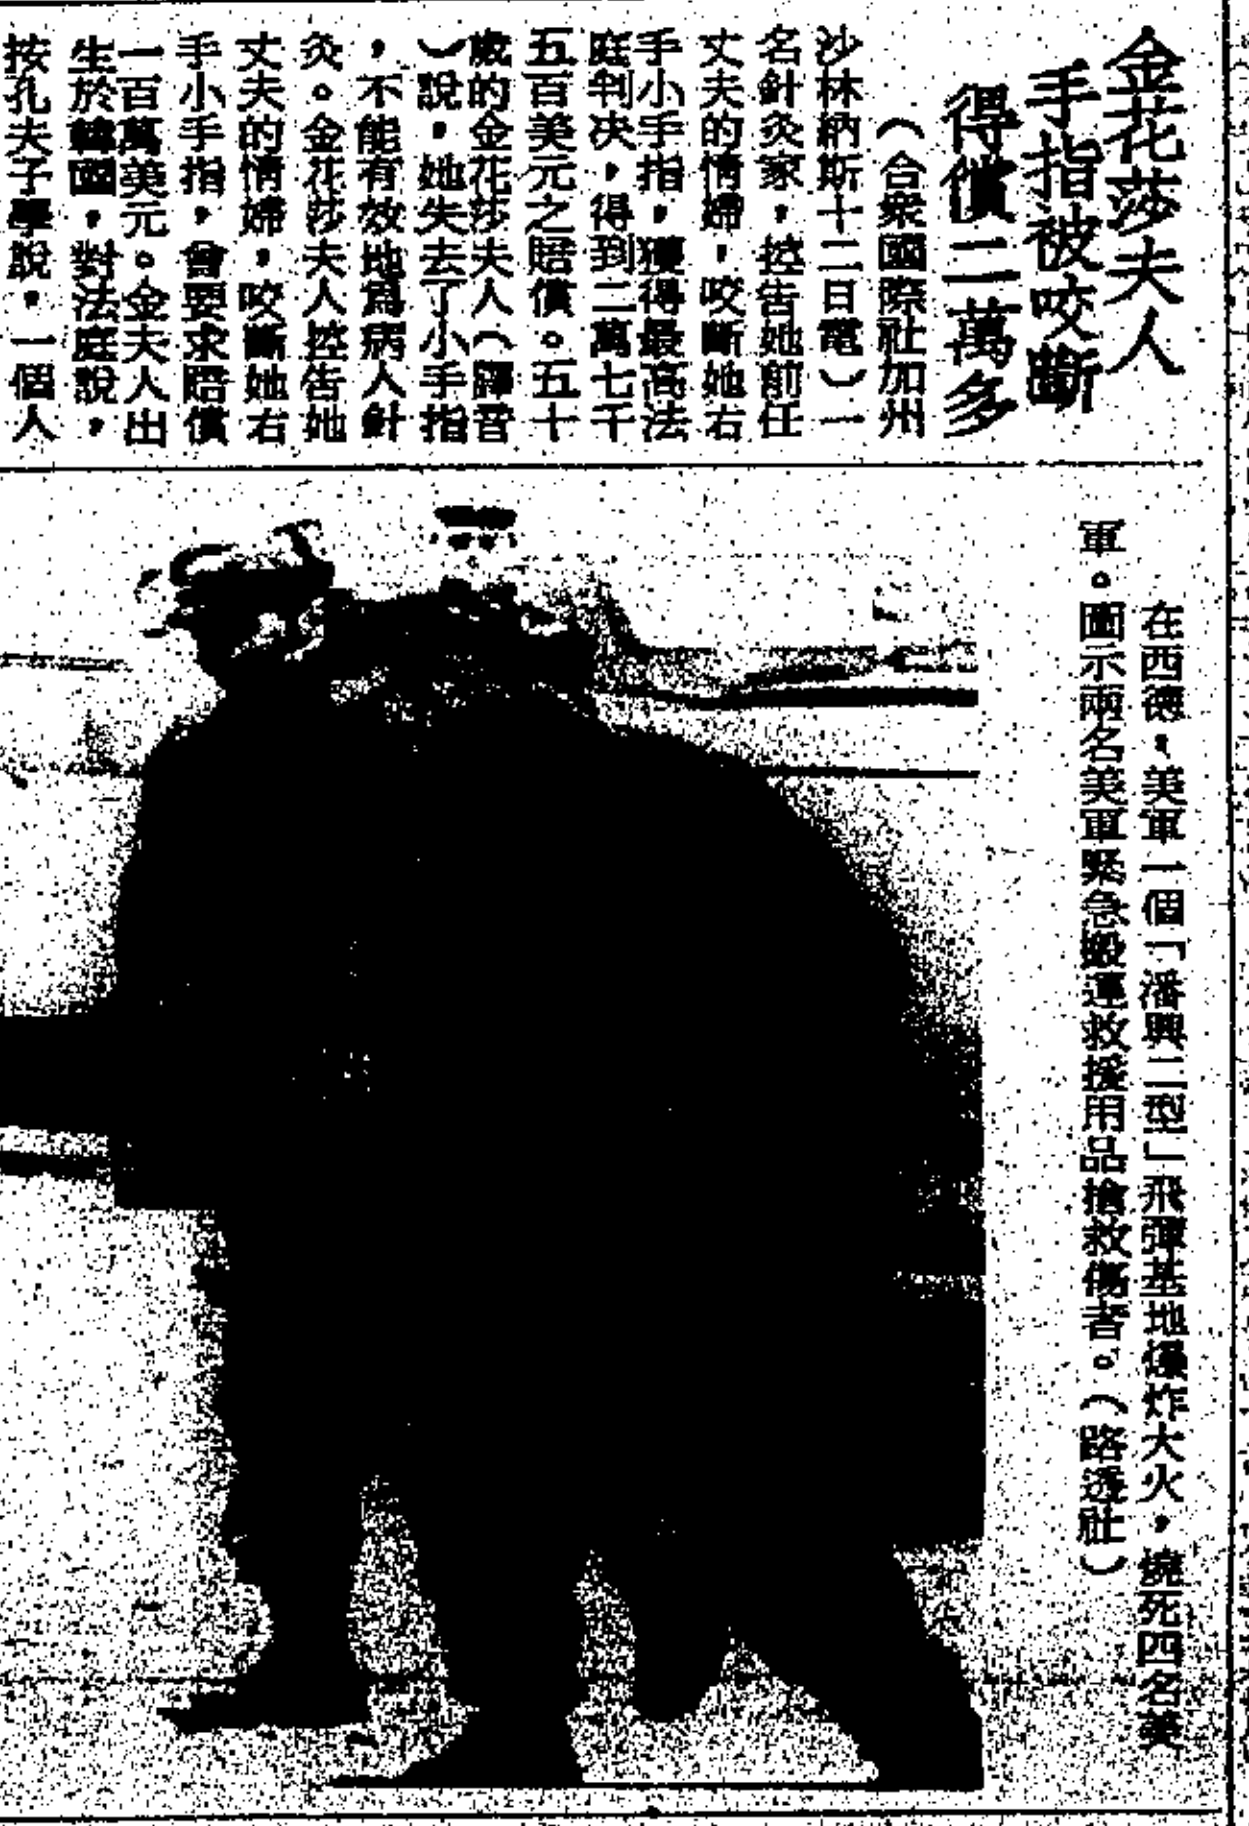 金花莎夫人
手指被咬斷
得償二萬多
（合衆國際社加州
沙林納斯十二日電）一
名針灸家，控告她前任
丈夫的情婦，咬斷她右
手小手指，獲得最高法
庭判决，得到二萬七千
五百美元之賠償。五十
歲的金花莎夫人（譯音
）說，她失去了小手指
，不能有效地爲病人針
灸。金花莎夫人控告她
丈夫的情婦，咬斷她右
手小手指，曾要求賠償
一百萬美元。金夫人出
生於韓國，對法庭說，
按孔夫子學說，一個人
在西德，美軍一個「潘興二型」飛彈基地爆炸大火，燒死四名美
軍。圖示兩名美軍緊急搬運救援用品搶救傷者。（路透社）